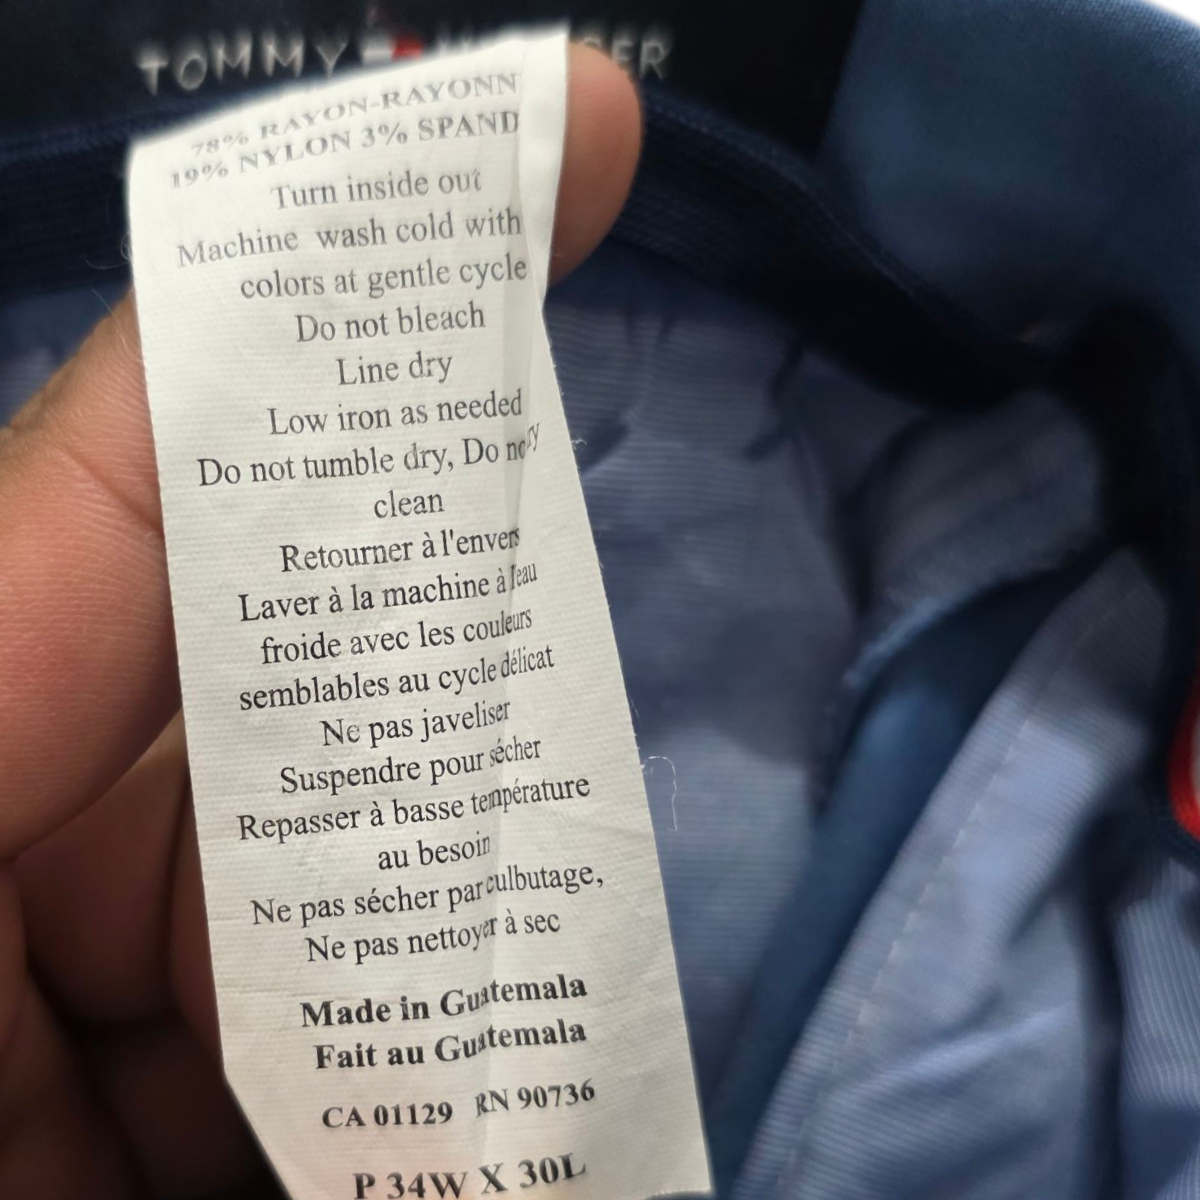 TOMMY
78% RAYON-RAYONN
19% NYLON 3% SPAND
Turn inside out
Machine wash cold with
colors at gentle cycle
Do not bleach
Line dry
Low iron as needed
Do not tumble dry, Do
clean
Retourner à l'envers
Laver à la machine à l'eau
froide avec les couleurs
semblables au cycle délicat
Ne pas javeliser
Suspendre pour sécher
Repasser à basse température
au besoin
Ne pas sécher par culbutage,
Ne pas nettoyer à sec
Made in Guatemala
Fait au Guatemala
CA 01129 RN 90736
P 34W X 30L